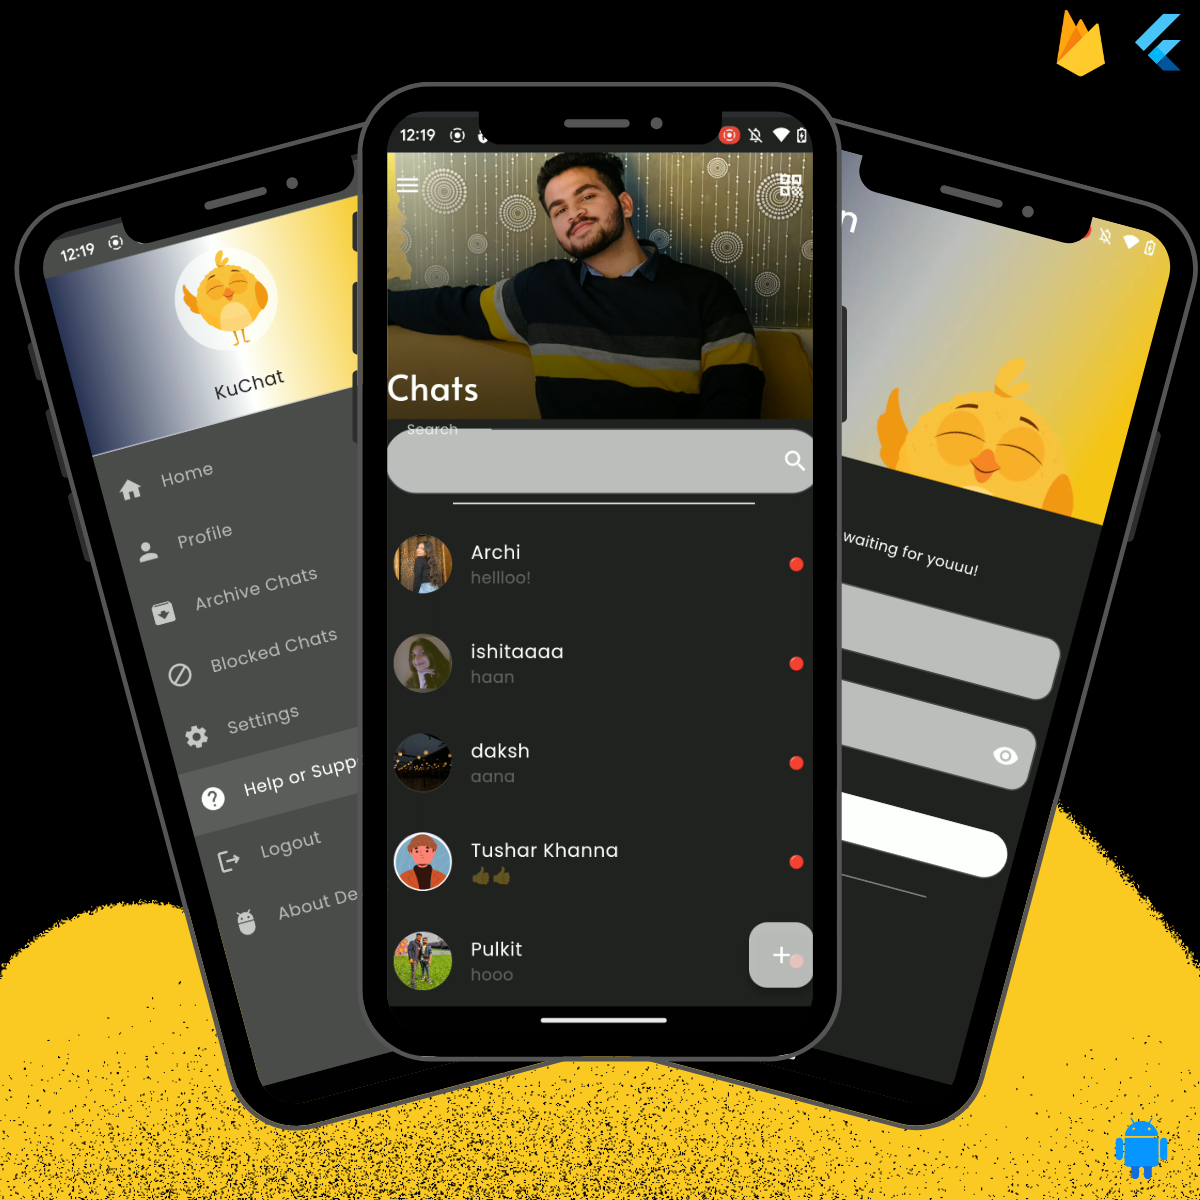 12:19
KuChat
Home
Profile
Archive Chats
Blocked Chats
Settings
Help or Supp
Logout
About De
12:19
Chats
Search
Archi
hellloo!
ishitaaaa
haan
daksh
aana
Tushar Khanna
👍👍
Pulkit
hooo
+
n
waiting for youuu!